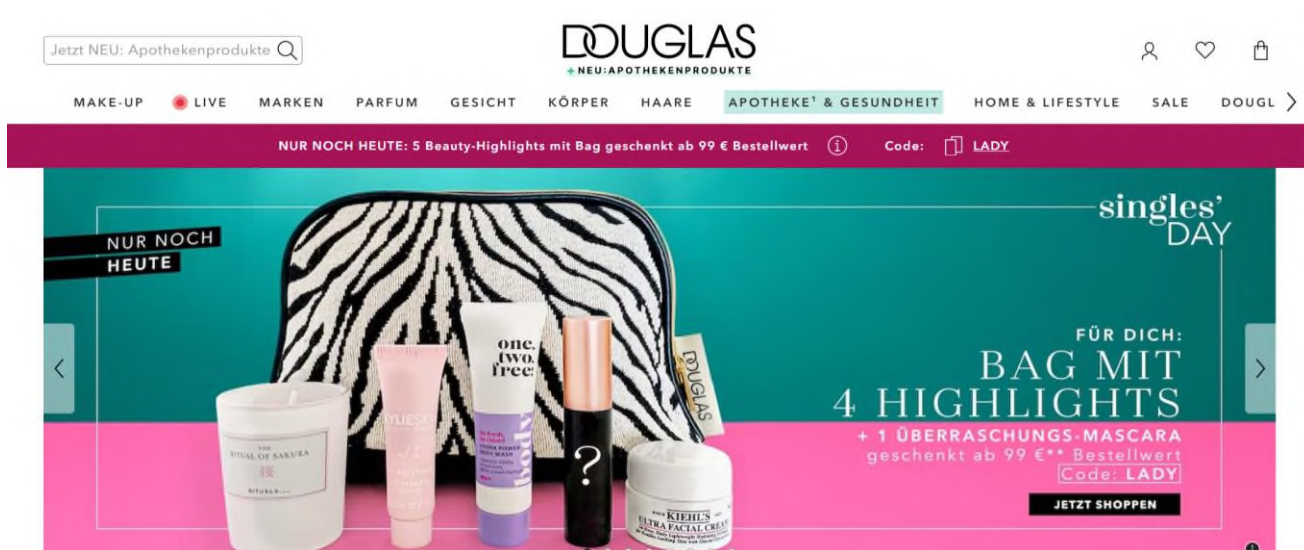 Jetzt NEU: Apothekenprodukte
DOUGLAS
+NEU:APOTHEKENPRODUKTE
MAKE-UP LIVE MARKEN PARFUM GESICHT KÖRPER HAARE APOTHEKE¹ & GESUNDHEIT HOME & LIFESTYLE SALE DOUGL
NUR NOCH HEUTE: 5 Beauty-Highlights mit Bag geschenkt ab 99 € Bestellwert i Code: LADY
singles'
DAY
NUR NOCH
HEUTE
FÜR DICH:
BAG MIT
4 HIGHLIGHTS
+ 1 ÜBERRASCHUNGS-MASCARA
geschenkt ab 99 €** Bestellwert
Code: LADY
JETZT SHOPPEN
DOUGLAS
THE
RITUAL OF SAKURA
RITUALS
one.
two.
free!
body
?
KIEHL'S
ULTRA FACIAL CREAM